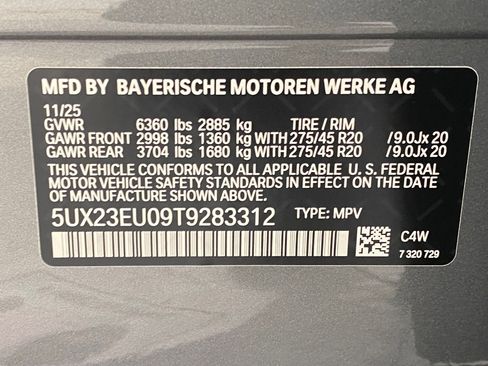 MFD BY BAYERISCHE MOTOREN WERKE AG
11/25
GVWR 6360 lbs 2885 kg TIRE / RIM
GAWR FRONT 2998 lbs 1360 kg WITH 275/45 R20 /9.0Jx 20
GAWR REAR 3704 lbs 1680 kg WITH 275/45 R20 /9.0Jx 20
THIS VEHICLE CONFORMS TO ALL APPLICABLE U. S. FEDERAL
MOTOR VEHICLE SAFETY STANDARDS IN EFFECT ON THE DATE OF
MANUFACTURE SHOWN ABOVE.
5UX23EU09T9283312 TYPE: MPV
C4W
7 320 729